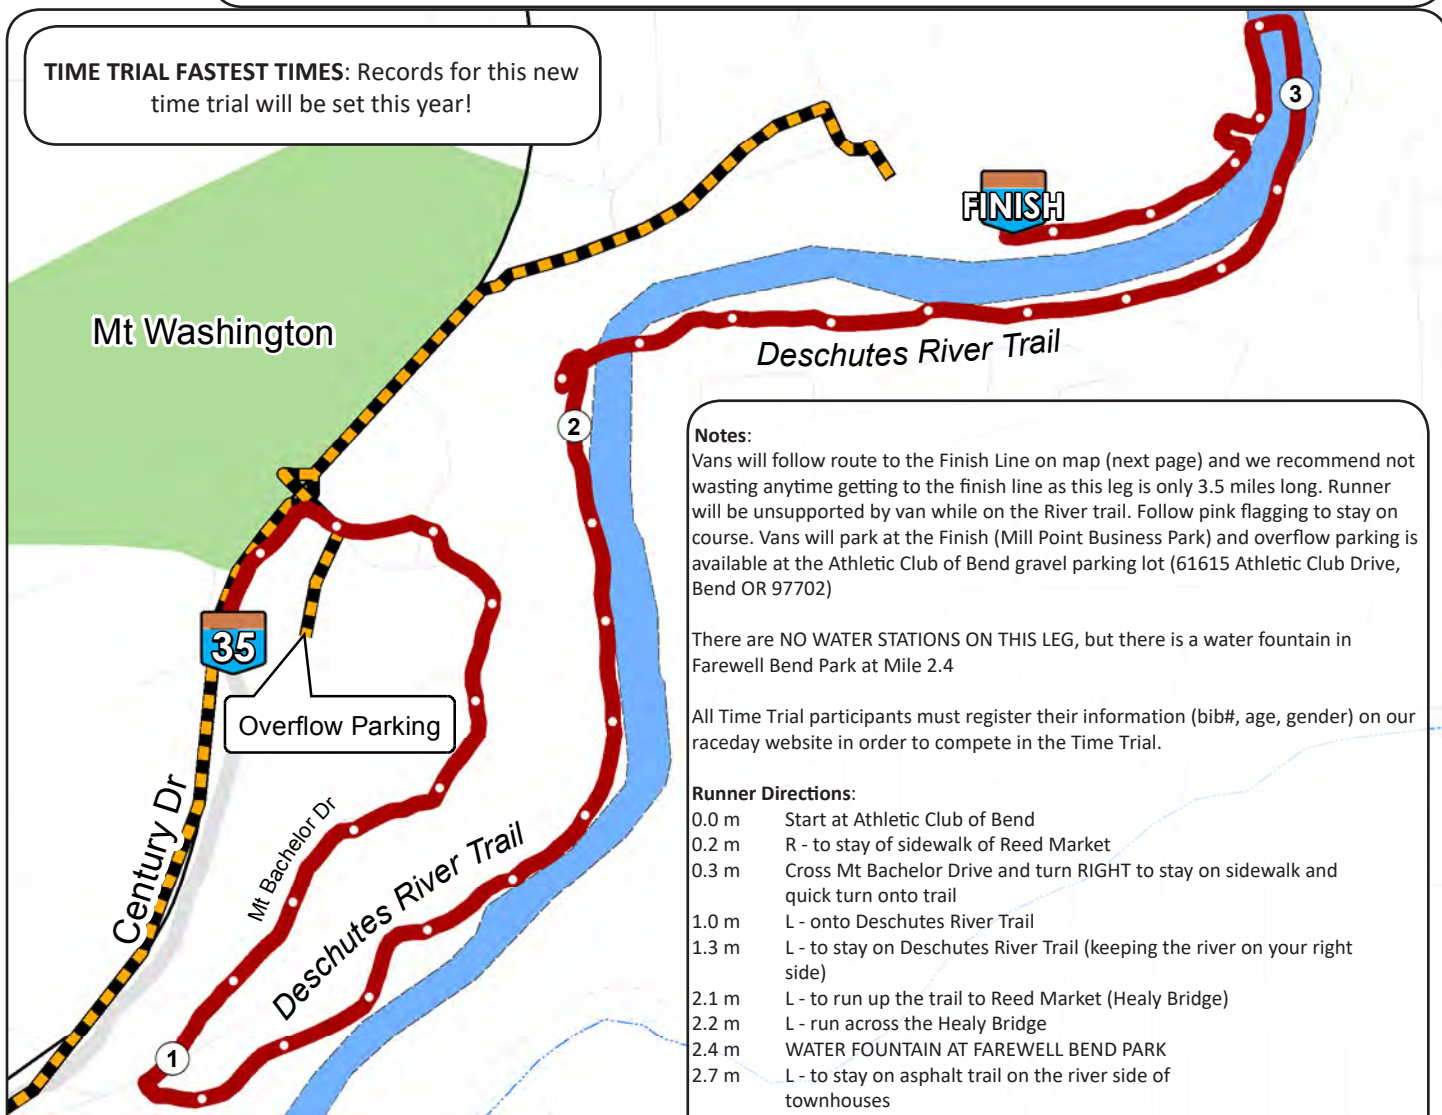 TIME TRIAL FASTEST TIMES: Records for this new
time trial will be set this year!
3
FINISH
Mt Washington
Deschutes River Trail
2
35
Overflow Parking
Century Dr
Mt Bachelor Dr
Deschutes River Trail
1
Notes:
Vans will follow route to the Finish Line on map (next page) and we recommend not
wasting anytime getting to the finish line as this leg is only 3.5 miles long. Runner
will be unsupported by van while on the River trail. Follow pink flagging to stay on
course. Vans will park at the Finish (Mill Point Business Park) and overflow parking is
available at the Athletic Club of Bend gravel parking lot (61615 Athletic Club Drive,
Bend OR 97702)
There are NO WATER STATIONS ON THIS LEG, but there is a water fountain in
Farewell Bend Park at Mile 2.4
All Time Trial participants must register their information (bib#, age, gender) on our
raceday website in order to compete in the Time Trial.
Runner Directions:
0.0 m Start at Athletic Club of Bend
0.2 m R - to stay of sidewalk of Reed Market
0.3 m Cross Mt Bachelor Drive and turn RIGHT to stay on sidewalk and
quick turn onto trail
1.0 m L - onto Deschutes River Trail
1.3 m L - to stay on Deschutes River Trail (keeping the river on your right
side)
2.1 m L - to run up the trail to Reed Market (Healy Bridge)
2.2 m L - run across the Healy Bridge
2.4 m WATER FOUNTAIN AT FAREWELL BEND PARK
2.7 m L - to stay on asphalt trail on the river side of
townhouses